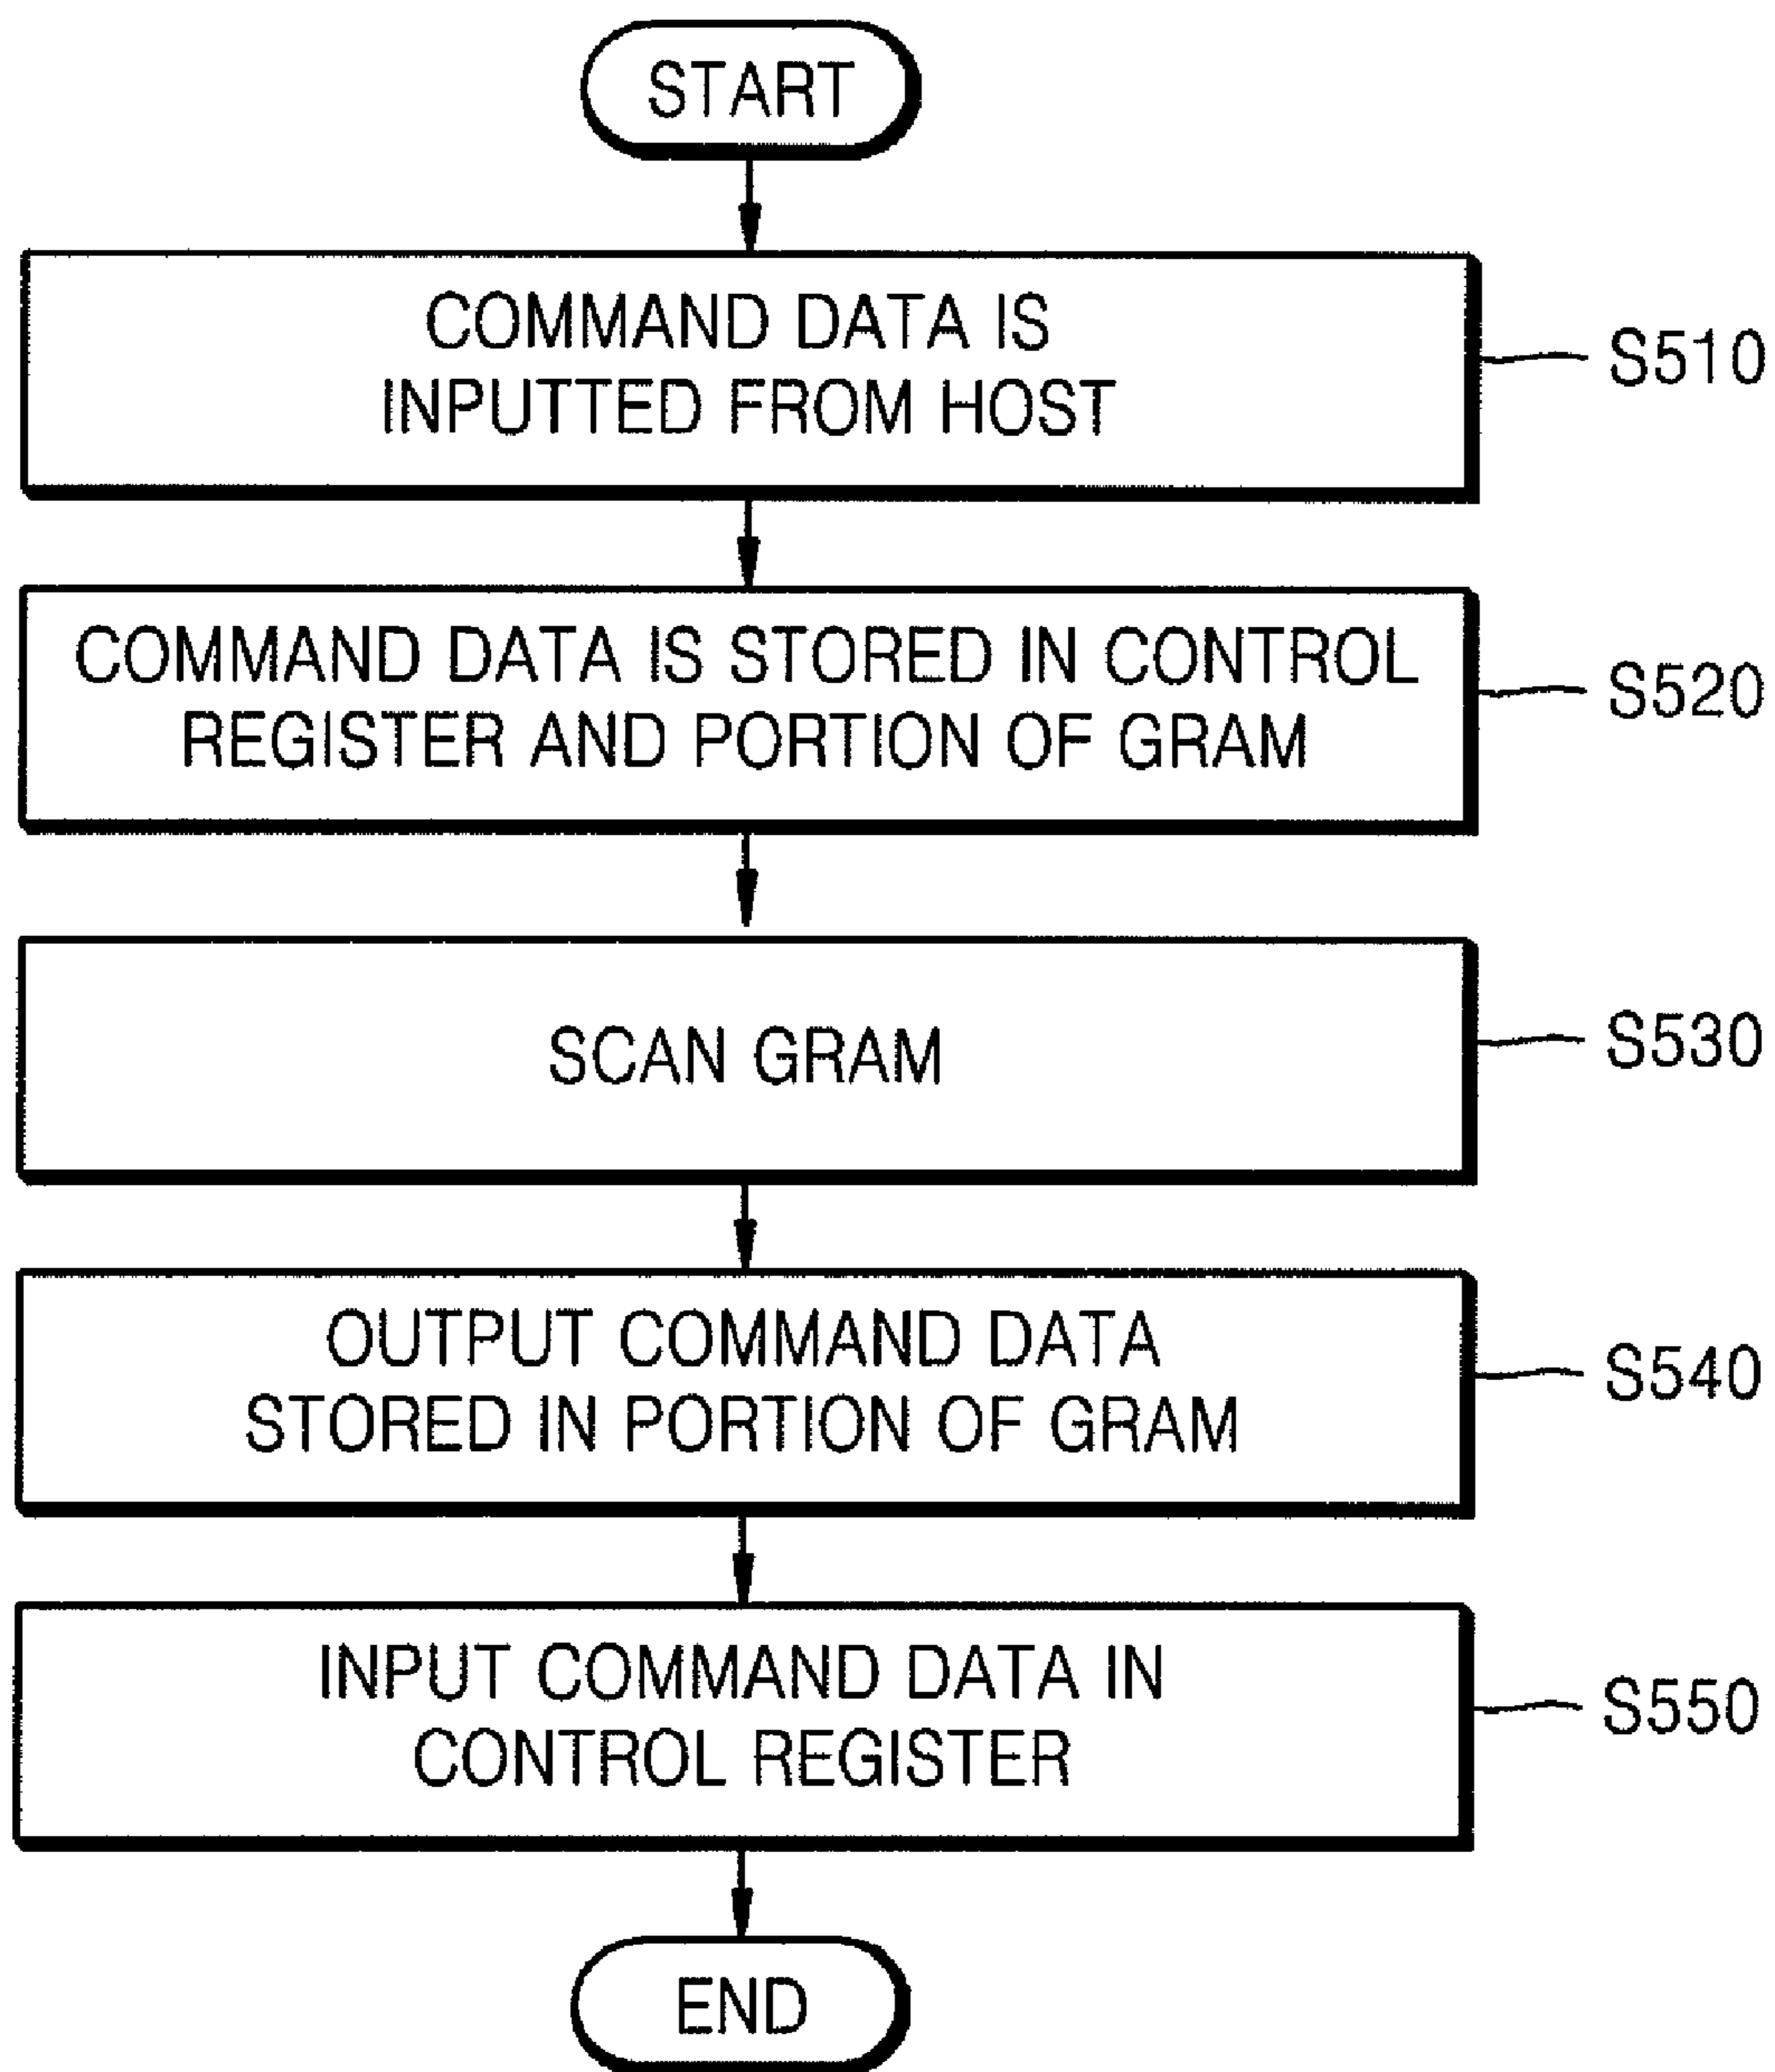 START
COMMAND DATA IS
INPUTTED FROM HOST
S510
COMMAND DATA IS STORED IN CONTROL
REGISTER AND PORTION OF GRAM
S520
SCAN GRAM
S530
OUTPUT COMMAND DATA
STORED IN PORTION OF GRAM
S540
INPUT COMMAND DATA IN
CONTROL REGISTER
S550
END